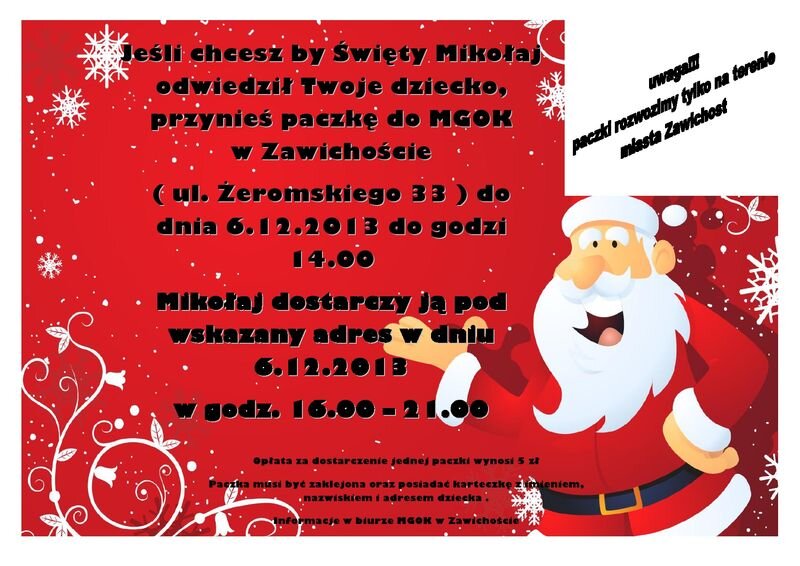 Jeśli chcesz by Święty Mikołaj
odwiedził Twoje dziecko,
przynieś paczkę do MGOK
w Zawichoście
( ul. Żeromskiego 33 ) do
dnia 6.12.2013 do godzi
14.00
Mikołaj dostarczy ją pod
wskazany adres w dniu
6.12.2013
w godz. 16.00 – 21.00
Opłata za dostarczenie jednej paczki wynosi 5 zł
Paczka musi być zaklejona oraz posiadać karteczkę z imieniem,
nazwiskiem i adresem dziecka .
Informacje w biurze MGOK w Zawichoście
uwaga!!!
paczki rozwozimy tylko na terenie
miasta Zawichost